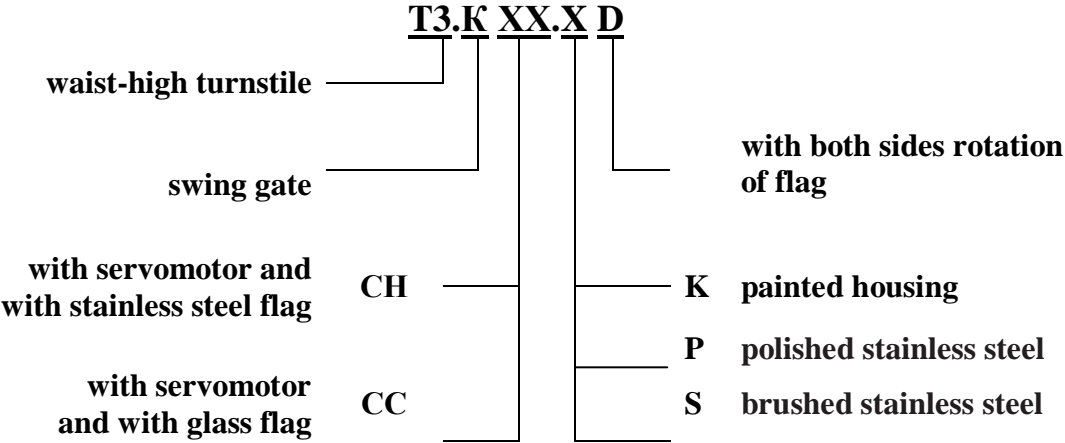 T3.K XX.X D
waist-high turnstile
with both sides rotation
of flag
swing gate
with servomotor and
with stainless steel flag
CH
K painted housing
P polished stainless steel
with servomotor
and with glass flag
CC
S brushed stainless steel